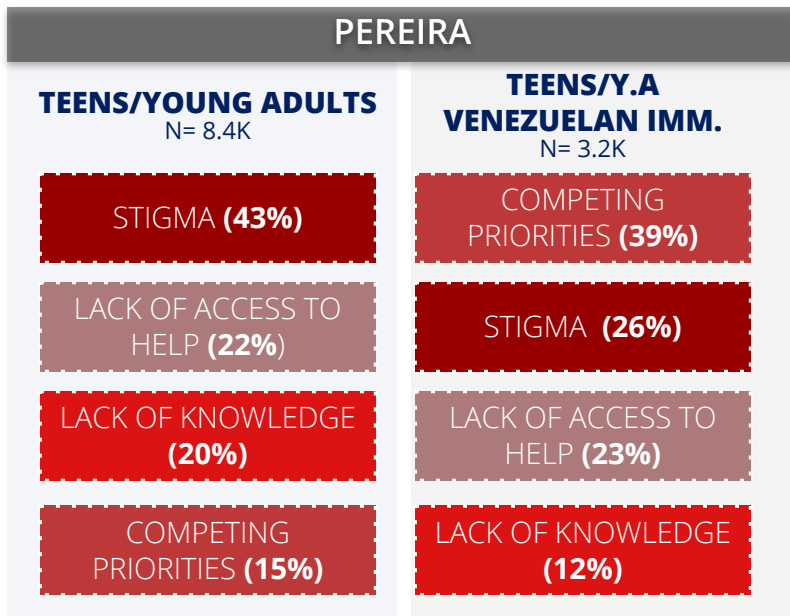 PEREIRA
TEENS/YOUNG ADULTS
N= 8.4K
STIGMA (43%)
LACK OF ACCESS TO
HELP (22%)
LACK OF KNOWLEDGE
(20%)
COMPETING
PRIORITIES (15%)
TEENS/Y.A
VENEZUELAN IMM.
N= 3.2K
COMPETING
PRIORITIES (39%)
STIGMA (26%)
LACK OF ACCESS TO
HELP (23%)
LACK OF KNOWLEDGE
(12%)